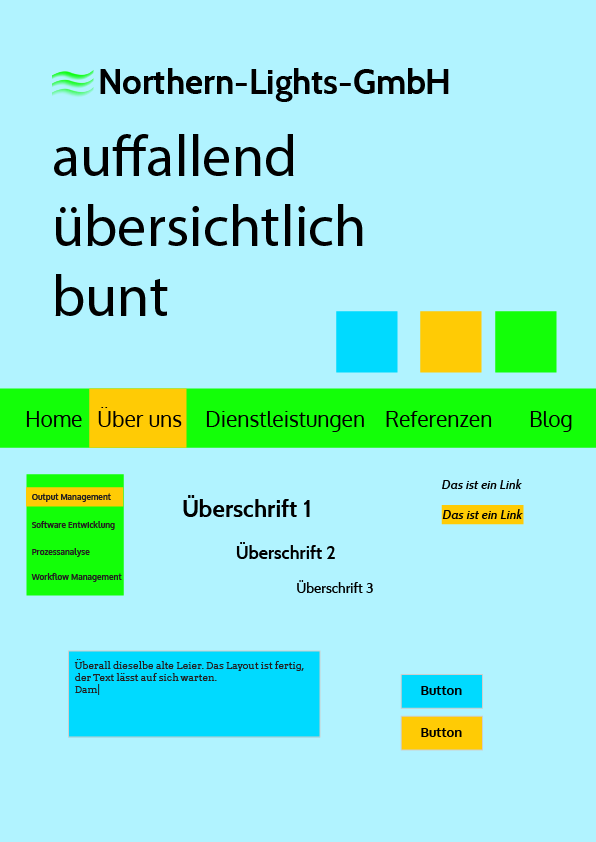 Northern-Lights-GmbH
auffallend
übersichtlich
bunt
Home Über uns Dienstleistungen Referenzen Blog
Output Management
Software Entwicklung
Prozessanalyse
Workflow Management
Überschrift 1
Überschrift 2
Überschrift 3
Das ist ein Link
Das ist ein Link
Überall dieselbe alte Leier. Das Layout ist fertig,
der Text lässt auf sich warten.
Dam
Button
Button